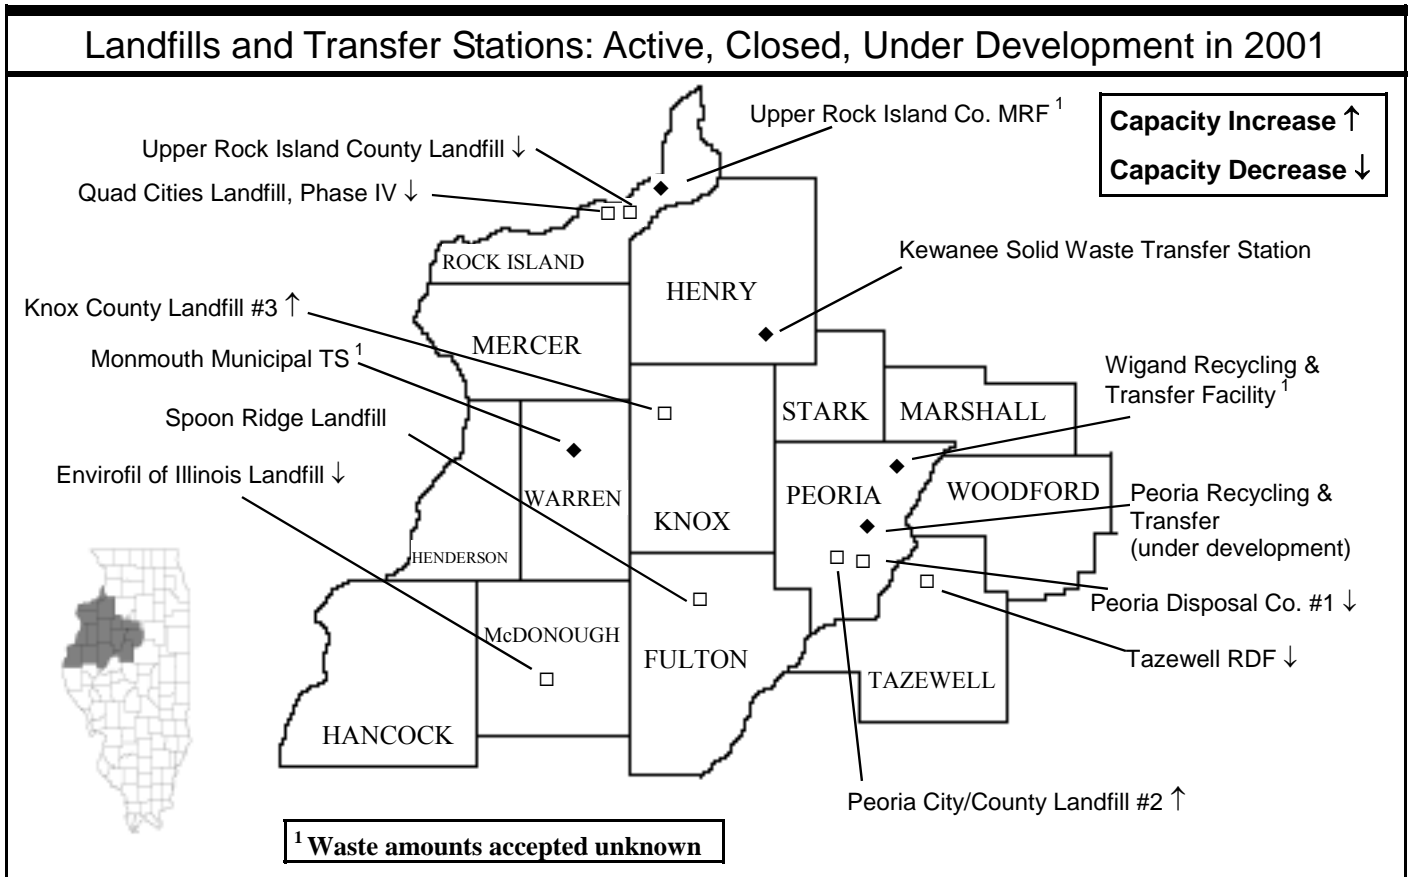 Landfills and Transfer Stations: Active, Closed, Under Development in 2001
Upper Rock Island Co. MRF 1
Capacity Increase ↑
Capacity Decrease ↓
Upper Rock Island County Landfill ↓
Quad Cities Landfill, Phase IV ↓
Kewanee Solid Waste Transfer Station
ROCK ISLAND
HENRY
Knox County Landfill #3 ↑
MERCER
Monmouth Municipal TS 1
Wigand Recycling &
Transfer Facility 1
STARK
MARSHALL
Spoon Ridge Landfill
Envirofil of Illinois Landfill ↓
WARREN
KNOX
PEORIA
WOODFORD
Peoria Recycling &
Transfer
(under development)
HENDERSON
Peoria Disposal Co. #1 ↓
McDONOUGH
FULTON
Tazewell RDF ↓
TAZEWELL
HANCOCK
Peoria City/County Landfill #2 ↑
1 Waste amounts accepted unknown